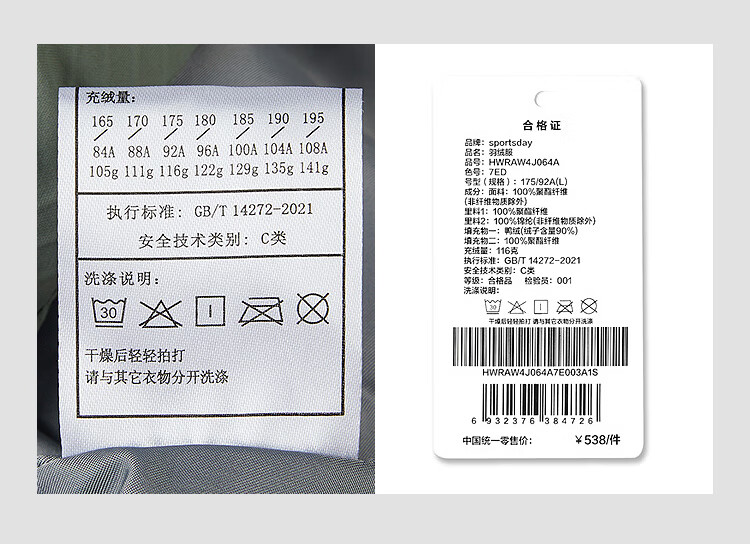 充绒量：
165 170 175 180 185 190 195
84A 88A 92A 96A 100A 104A 108A
105g 111g 116g 122g 129g 135g 141g
执行标准：GB/T 14272-2021
安全技术类别：C类
洗涤说明：
30
干燥后轻轻拍打
请与其它衣物分开洗涤
合格证
品牌：sportsday
品名：羽绒服
品号：HWRAW4J064A
色号：7ED
号型（规格）：175/92A(L)
成分：面料：100%聚酯纤维
(非纤维物质除外)
里料1：100%聚酯纤维
里料2：100%锦纶(非纤维物质除外)
填充物一：鸭绒(绒子含量90%)
填充物二：100%聚酯纤维
充绒量：116克
执行标准：GB/T 14272-2021
安全技术类别：C类
等级：合格品 检验员：001
洗涤说明：
30
干燥后轻轻拍打 请与其它衣物分开洗涤
HWRAW4J064A7E003A1S
6 932376 384726
中国统一零售价： ￥538/件